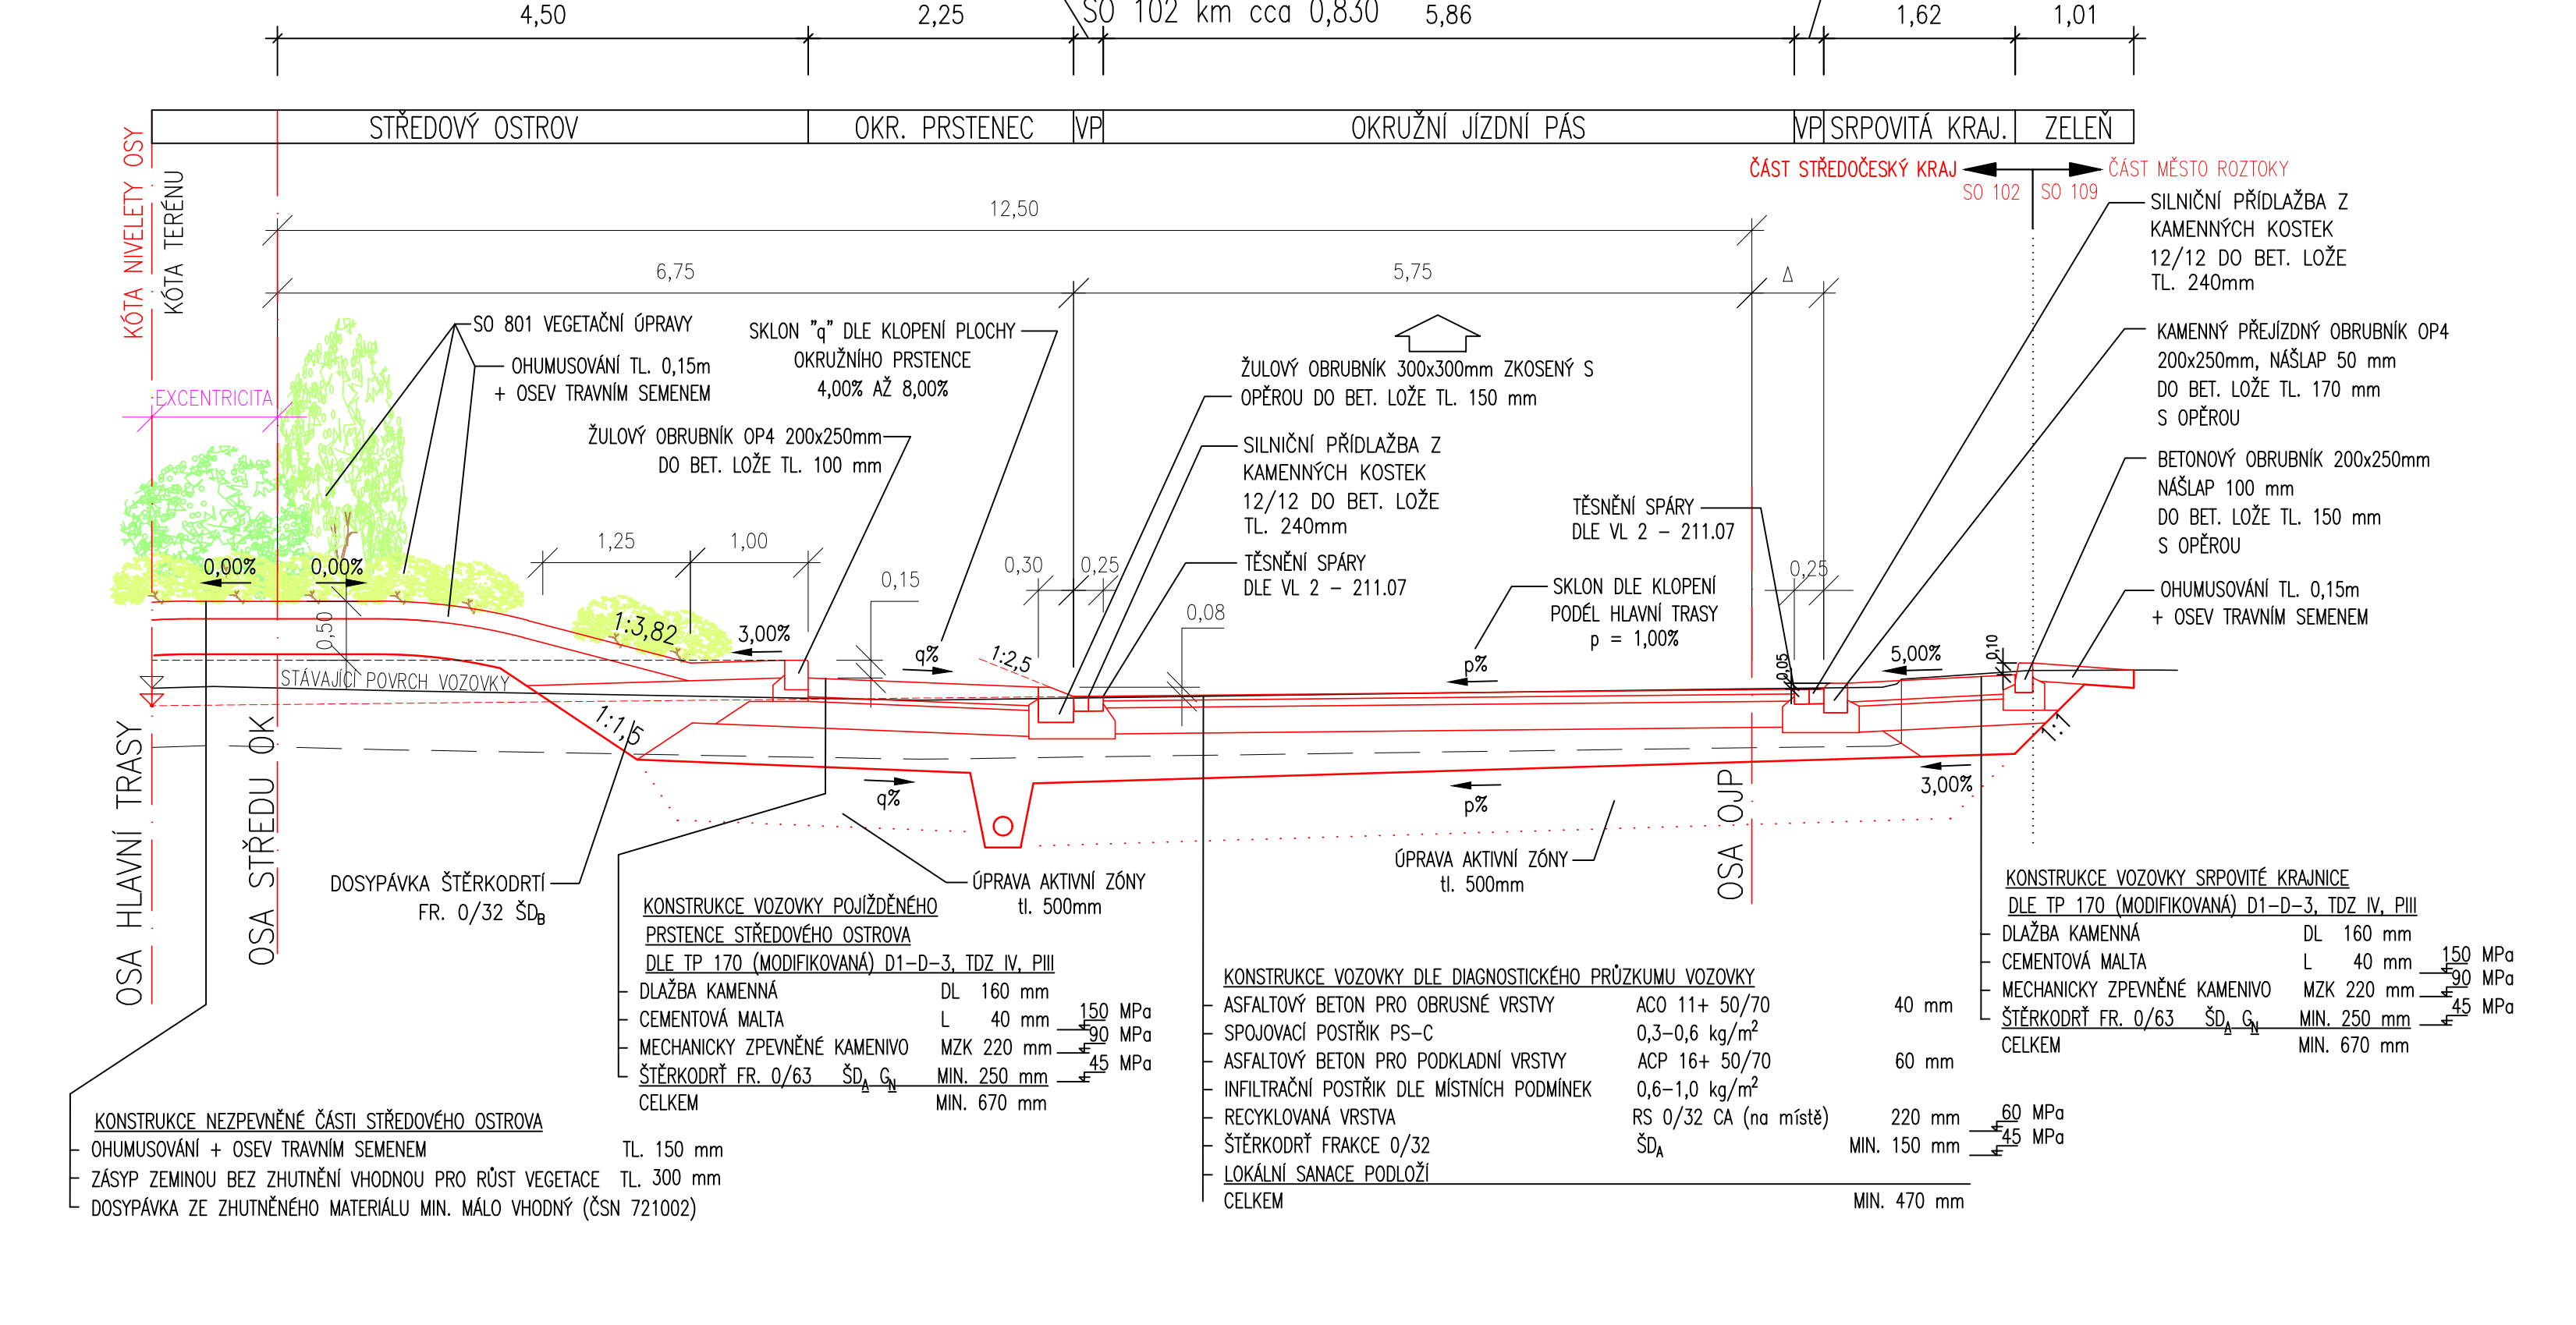 4,50
2,25
SO 102 km cca 0,830
5,86
1,62
1,01
STŘEDOVÝ OSTROV
OKR. PRSTENEC
VP
OKRUŽNÍ JÍZDNÍ PÁS
VP
SRPOVITÁ KRAJ.
ZELEŇ
KÓTA NIVELETY OSY
KÓTA TERÉNU
ČÁST STŘEDOČESKÝ KRAJ
ČÁST MĚSTO ROZTOKY
SO 102
SO 109
12,50
6,75
5,75
Δ
SILNIČNÍ PŘÍDLAŽBA Z
KAMENNÝCH KOSTEK
12/12 DO BET. LOŽE
TL. 240mm
SO 801 VEGETAČNÍ ÚPRAVY
OHUMUSOVÁNÍ TL. 0,15m
+ OSEV TRAVNÍM SEMENEM
SKLON "q" DLE KLOPENÍ PLOCHY
OKRUŽNÍHO PRSTENCE
4,00% AŽ 8,00%
ŽULOVÝ OBRUBNÍK 300x300mm ZKOSENÝ S
OPĚROU DO BET. LOŽE TL. 150 mm
KAMENNÝ PŘEJÍZDNÝ OBRUBNÍK OP4
200x250mm, NÁŠLAP 50 mm
DO BET. LOŽE TL. 170 mm
S OPĚROU
EXCENTRICITA
ŽULOVÝ OBRUBNÍK OP4 200x250mm
DO BET. LOŽE TL. 100 mm
SILNIČNÍ PŘÍDLAŽBA Z
KAMENNÝCH KOSTEK
12/12 DO BET. LOŽE
TL. 240mm
BETONOVÝ OBRUBNÍK 200x250mm
NÁŠLAP 100 mm
DO BET. LOŽE TL. 150 mm
S OPĚROU
TĚSNĚNÍ SPÁRY
DLE VL 2 – 211.07
TĚSNĚNÍ SPÁRY
DLE VL 2 – 211.07
1,25
1,00
0,15
0,30
0,25
0,08
0,25
SKLON DLE KLOPENÍ
PODÉL HLAVNÍ TRASY
p = 1,00%
OHUMUSOVÁNÍ TL. 0,15m
+ OSEV TRAVNÍM SEMENEM
0,00%
0,00%
0,50
1:3,82
3,00%
q%
1:2,5
p%
0,05
5,00%
0,10
STÁVAJÍCÍ POVRCH VOZOVKY
1:1,5
1:1
q%
p%
3,00%
OSA HLAVNÍ TRASY
OSA STŘEDU OK
OSA OJP
DOSYPÁVKA ŠTĚRKODRTÍ
FR. 0/32 ŠDB
ÚPRAVA AKTIVNÍ ZÓNY
tl. 500mm
ÚPRAVA AKTIVNÍ ZÓNY
tl. 500mm
KONSTRUKCE VOZOVKY POJÍŽDĚNÉHO
PRSTENCE STŘEDOVÉHO OSTROVA
DLE TP 170 (MODIFIKOVANÁ) D1-D-3, TDZ IV, PIII
DLAŽBA KAMENNÁ DL 160 mm
CEMENTOVÁ MALTA L 40 mm 150 MPa
MECHANICKY ZPEVNĚNÉ KAMENIVO MZK 220 mm 90 MPa
ŠTĚRKODRŤ FR. 0/63 ŠDA GN MIN. 250 mm 45 MPa
CELKEM MIN. 670 mm
KONSTRUKCE VOZOVKY SRPOVITÉ KRAJNICE
DLE TP 170 (MODIFIKOVANÁ) D1-D-3, TDZ IV, PIII
DLAŽBA KAMENNÁ DL 160 mm
CEMENTOVÁ MALTA L 40 mm 150 MPa
MECHANICKY ZPEVNĚNÉ KAMENIVO MZK 220 mm 90 MPa
ŠTĚRKODRŤ FR. 0/63 ŠDA GN MIN. 250 mm 45 MPa
CELKEM MIN. 670 mm
KONSTRUKCE VOZOVKY DLE DIAGNOSTICKÉHO PRŮZKUMU VOZOVKY
ASFALTOVÝ BETON PRO OBRUSNÉ VRSTVY ACO 11+ 50/70 40 mm
SPOJOVACÍ POSTŘIK PS-C 0,3-0,6 kg/m²
ASFALTOVÝ BETON PRO PODKLADNÍ VRSTVY ACP 16+ 50/70 60 mm
INFILTRAČNÍ POSTŘIK DLE MÍSTNÍCH PODMÍNEK 0,6-1,0 kg/m²
RECYKLOVANÁ VRSTVA RS 0/32 CA (na místě) 220 mm 60 MPa
ŠTĚRKODRŤ FRAKCE 0/32 ŠDA MIN. 150 mm 45 MPa
LOKÁLNÍ SANACE PODLOŽÍ
CELKEM MIN. 470 mm
KONSTRUKCE NEZPEVNĚNÉ ČÁSTI STŘEDOVÉHO OSTROVA
OHUMUSOVÁNÍ + OSEV TRAVNÍM SEMENEM TL. 150 mm
ZÁSYP ZEMINOU BEZ ZHUTNĚNÍ VHODNOU PRO RŮST VEGETACE TL. 300 mm
DOSYPÁVKA ZE ZHUTNĚNÉHO MATERIÁLU MIN. MÁLO VHODNÝ (ČSN 721002)